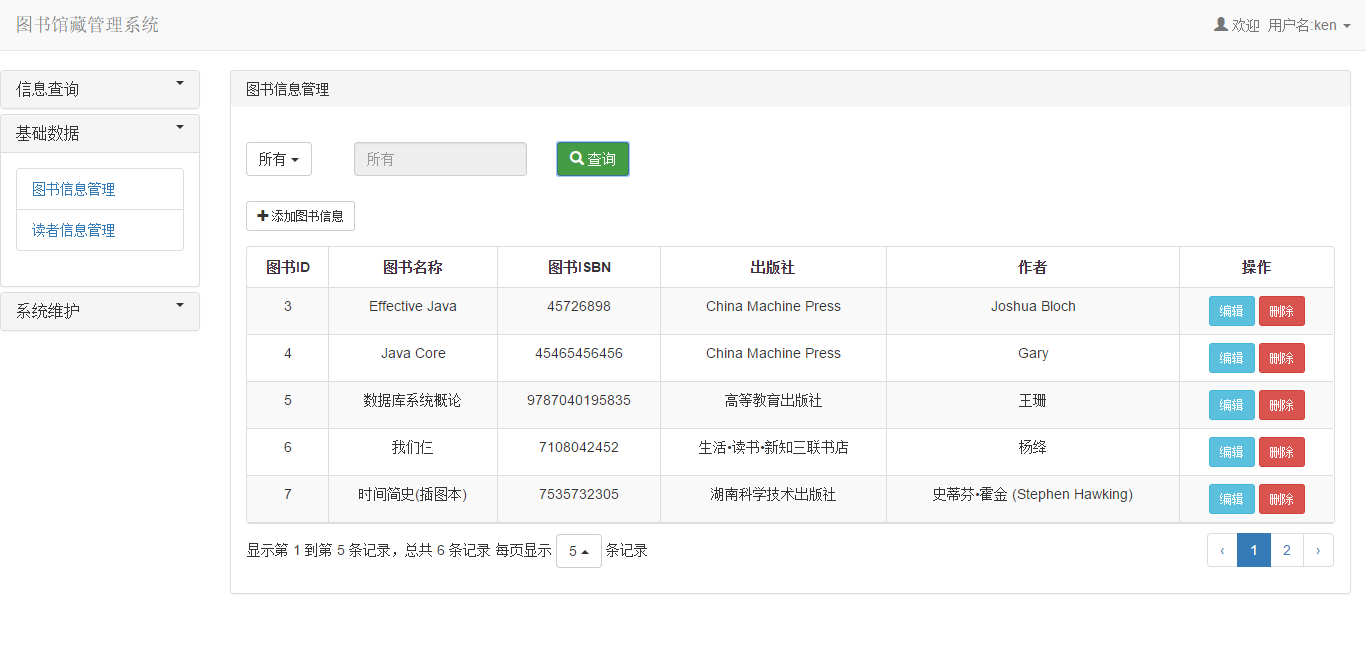 图书馆藏管理系统
欢迎 用户名:ken
信息查询
基础数据
图书信息管理
读者信息管理
系统维护
图书信息管理
所有 所有 查询
添加图书信息
图书ID 图书名称 图书ISBN 出版社 作者 操作
3 Effective Java 45726898 China Machine Press Joshua Bloch 编辑 删除
4 Java Core 45465456456 China Machine Press Gary 编辑 删除
5 数据库系统概论 9787040195835 高等教育出版社 王珊 编辑 删除
6 我们仨 7108042452 生活•读书•新知三联书店 杨绛 编辑 删除
7 时间简史(插图本) 7535732305 湖南科学技术出版社 史蒂芬•霍金 (Stephen Hawking) 编辑 删除
显示第 1 到第 5 条记录，总共 6 条记录 每页显示 5 条记录 ‹ 1 2 ›